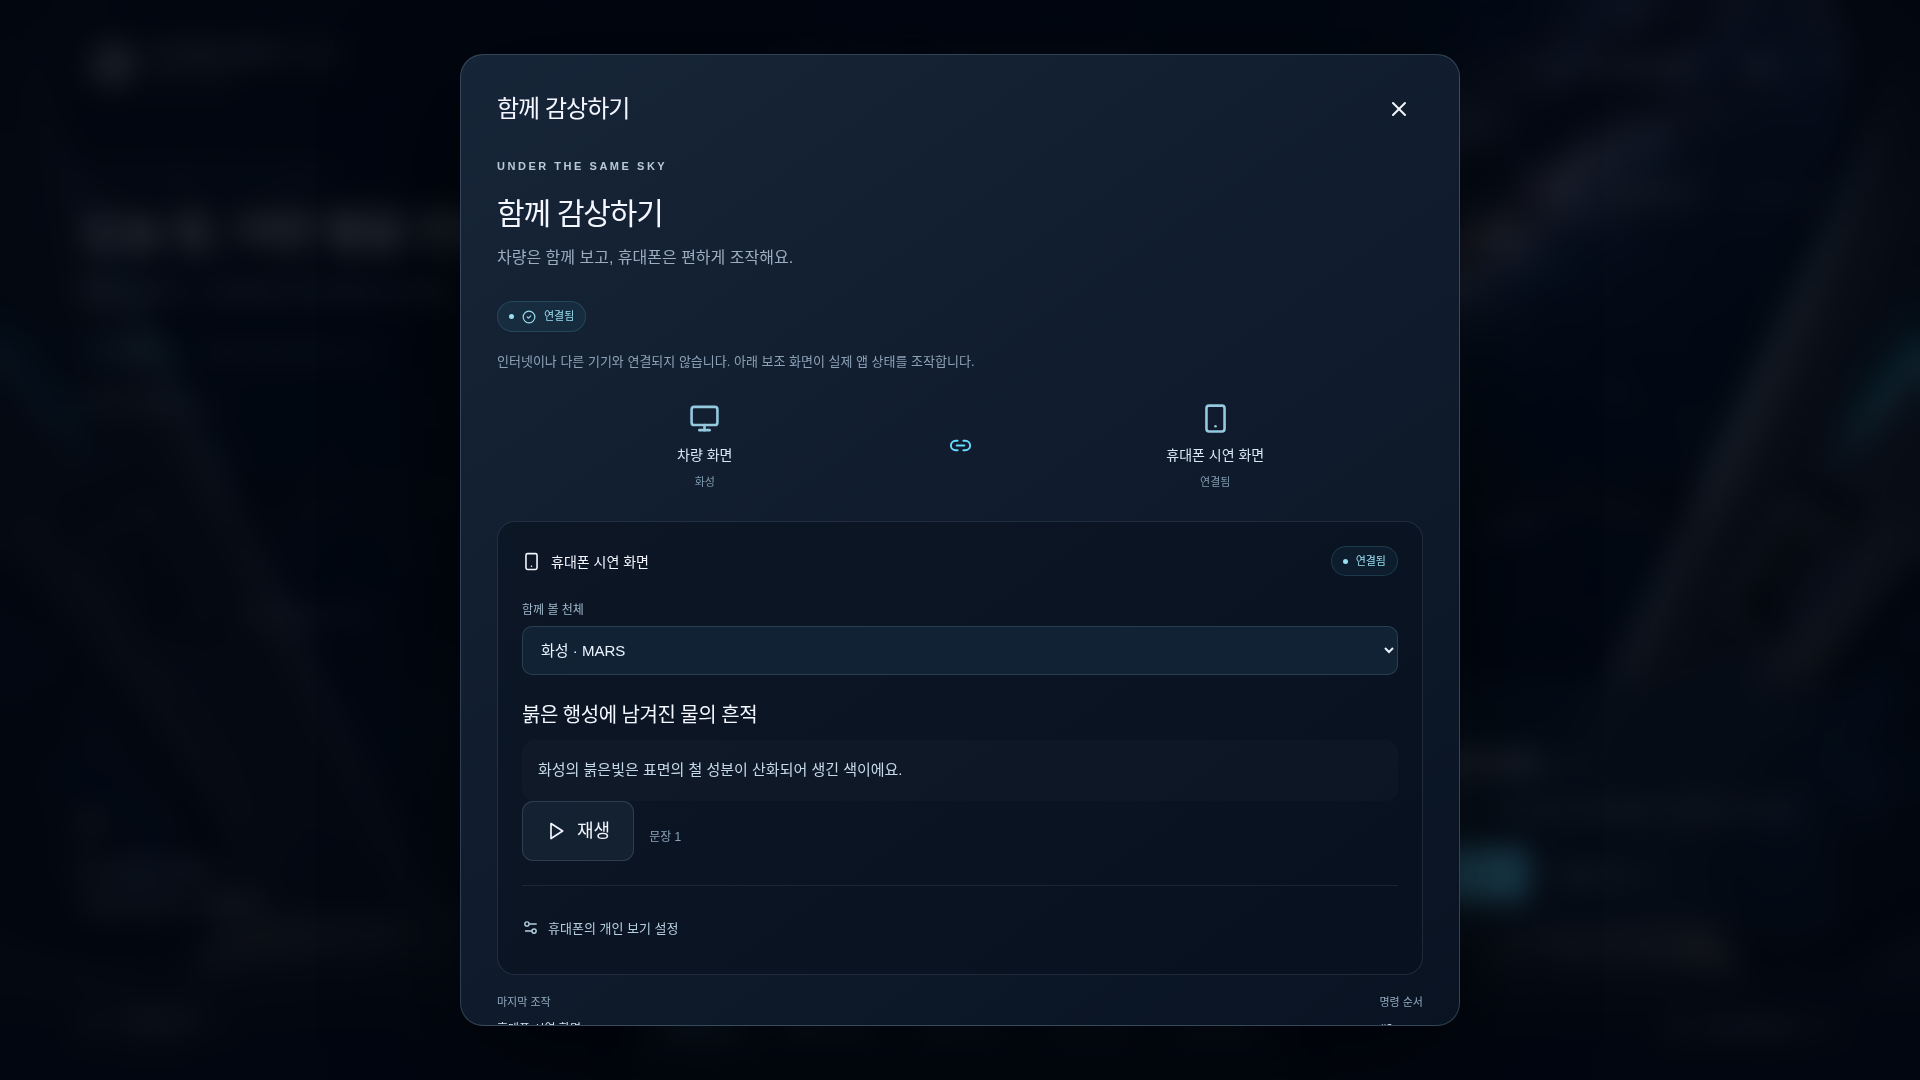 함께 감상하기
UNDER THE SAME SKY
함께 감상하기
차량은 함께 보고, 휴대폰은 편하게 조작해요.
연결됨
인터넷이나 다른 기기와 연결되지 않습니다. 아래 보조 화면이 실제 앱 상태를 조작합니다.
차량 화면
화성
휴대폰 시연 화면
연결됨
휴대폰 시연 화면
연결됨
함께 볼 천체
화성 · MARS
붉은 행성에 남겨진 물의 흔적
화성의 붉은빛은 표면의 철 성분이 산화되어 생긴 색이에요.
재생
문장 1
휴대폰의 개인 보기 설정
마지막 조작
명령 순서